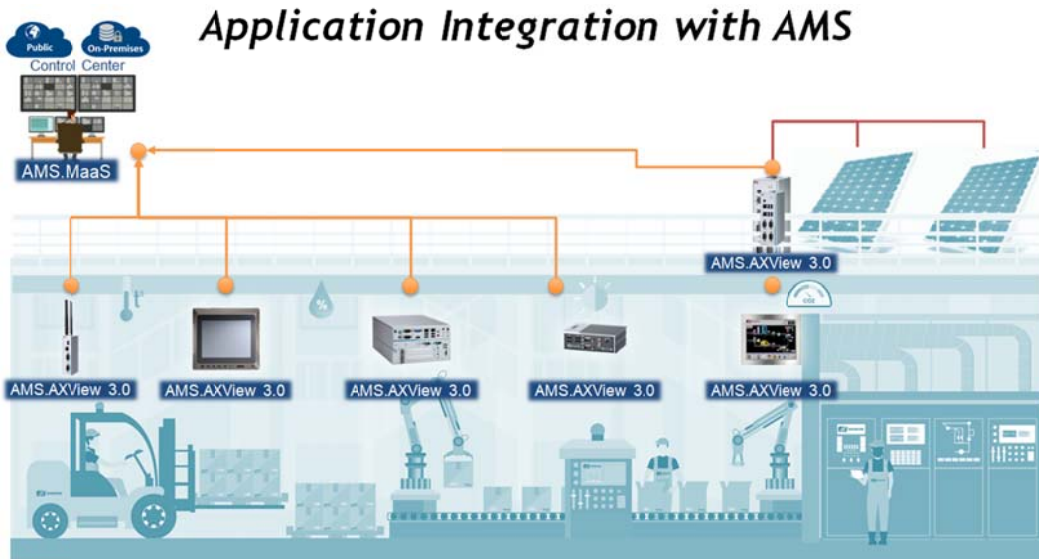 Application Integration with AMS
Public
On-Premises
Control Center
AMS.MaaS
AMS.AXView 3.0
t°
%
CO2
AMS.AXView 3.0
AMS.AXView 3.0
AMS.AXView 3.0
AMS.AXView 3.0
AMS.AXView 3.0